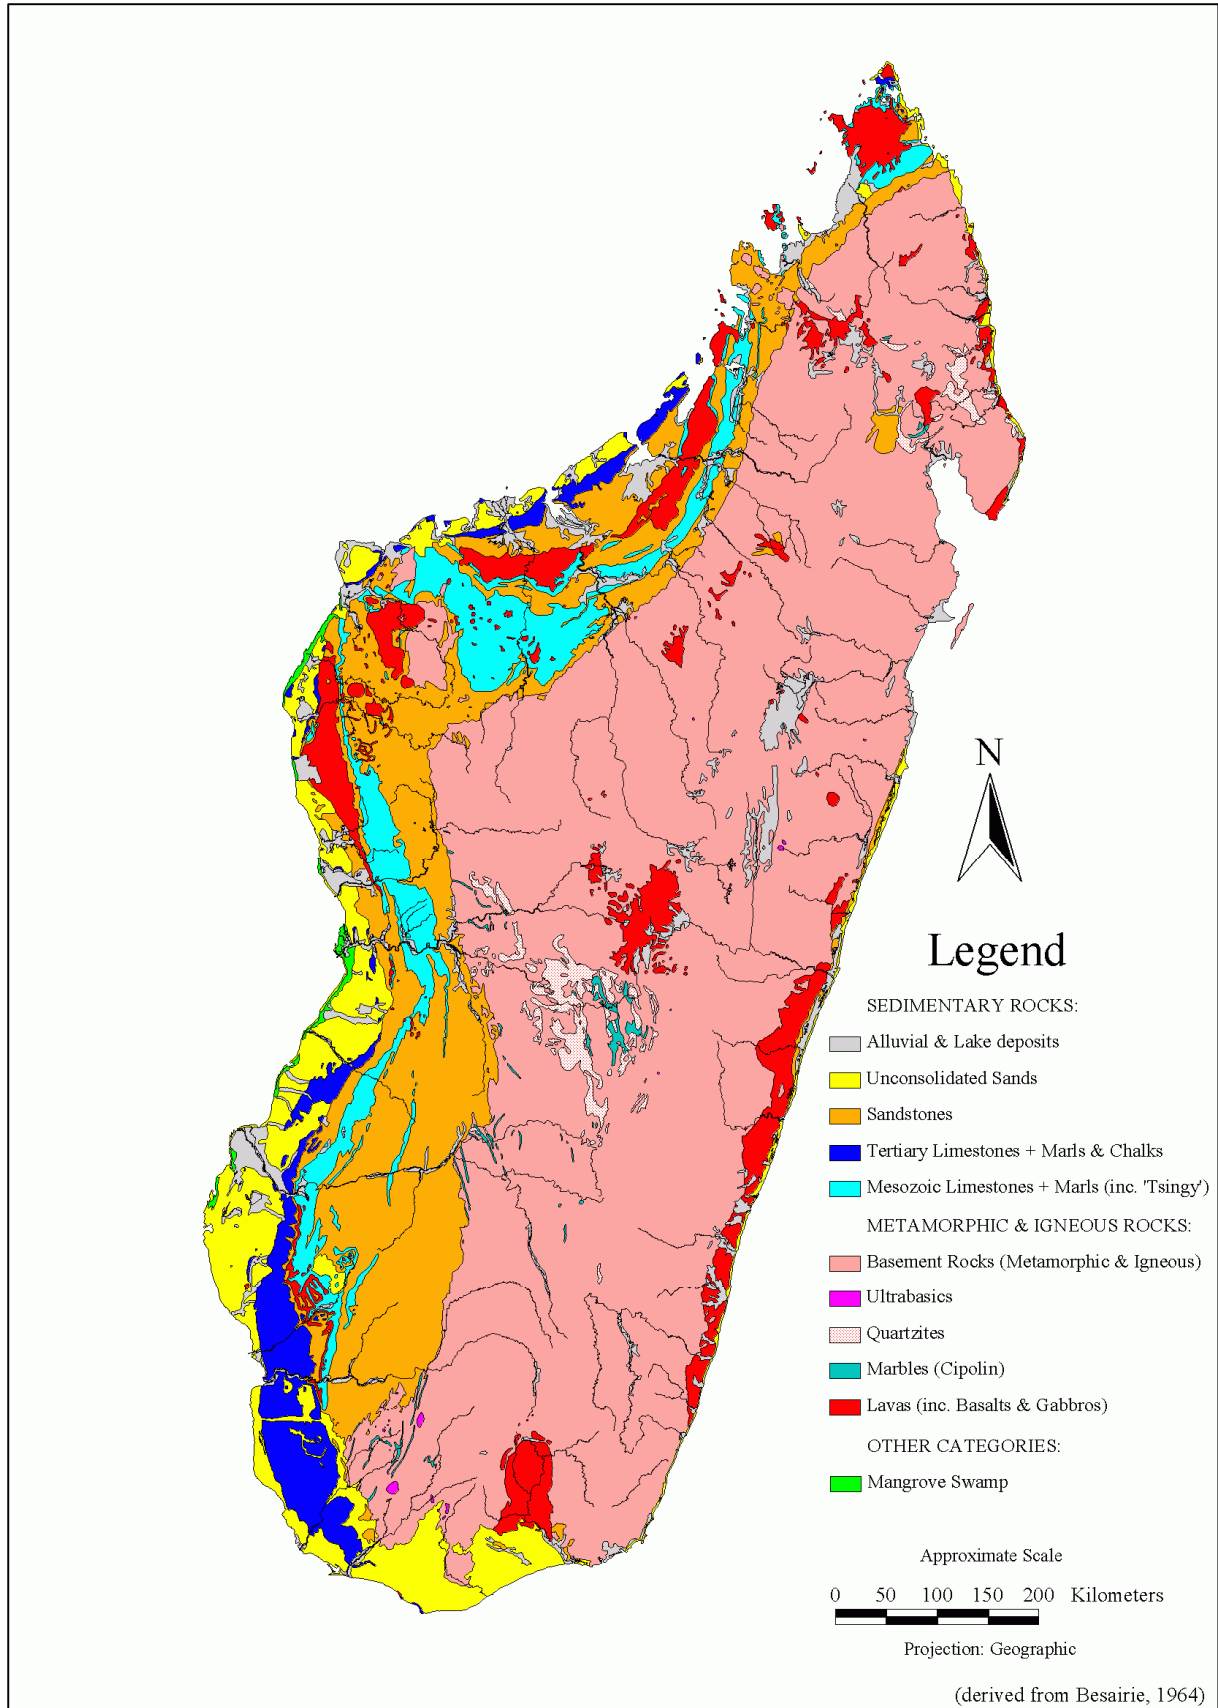 N
Legend
SEDIMENTARY ROCKS:
Alluvial & Lake deposits
Unconsolidated Sands
Sandstones
Tertiary Limestones + Marls & Chalks
Mesozoic Limestones + Marls (inc. 'Tsingy')
METAMORPHIC & IGNEOUS ROCKS:
Basement Rocks (Metamorphic & Igneous)
Ultrabasics
Quartzites
Marbles (Cipolin)
Lavas (inc. Basalts & Gabbros)
OTHER CATEGORIES:
Mangrove Swamp
Approximate Scale
0 50 100 150 200 Kilometers
Projection: Geographic
(derived from Besairie, 1964)